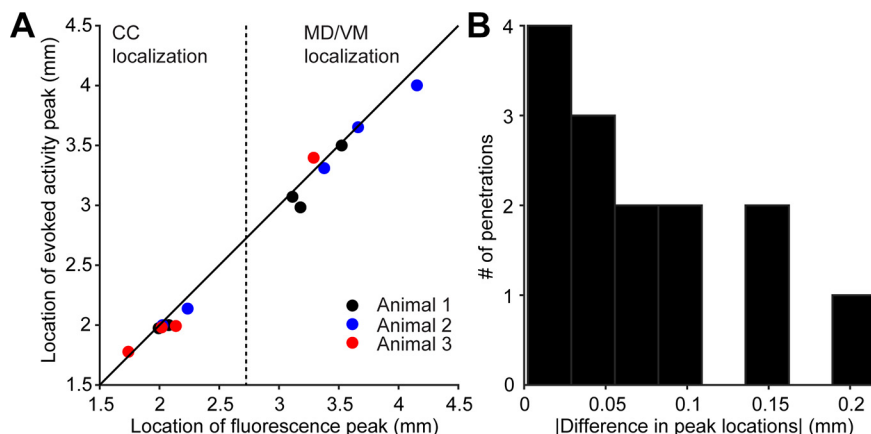 A
CC
localization
MD/VM
localization
Location of evoked activity peak (mm)
4.5
4
3.5
3
2.5
2
1.5
Animal 1
Animal 2
Animal 3
1.5 2 2.5 3 3.5 4 4.5
Location of fluorescence peak (mm)
B
# of penetrations
4
3
2
1
0
0.05 0.1 0.15 0.2
|Difference in peak locations| (mm)